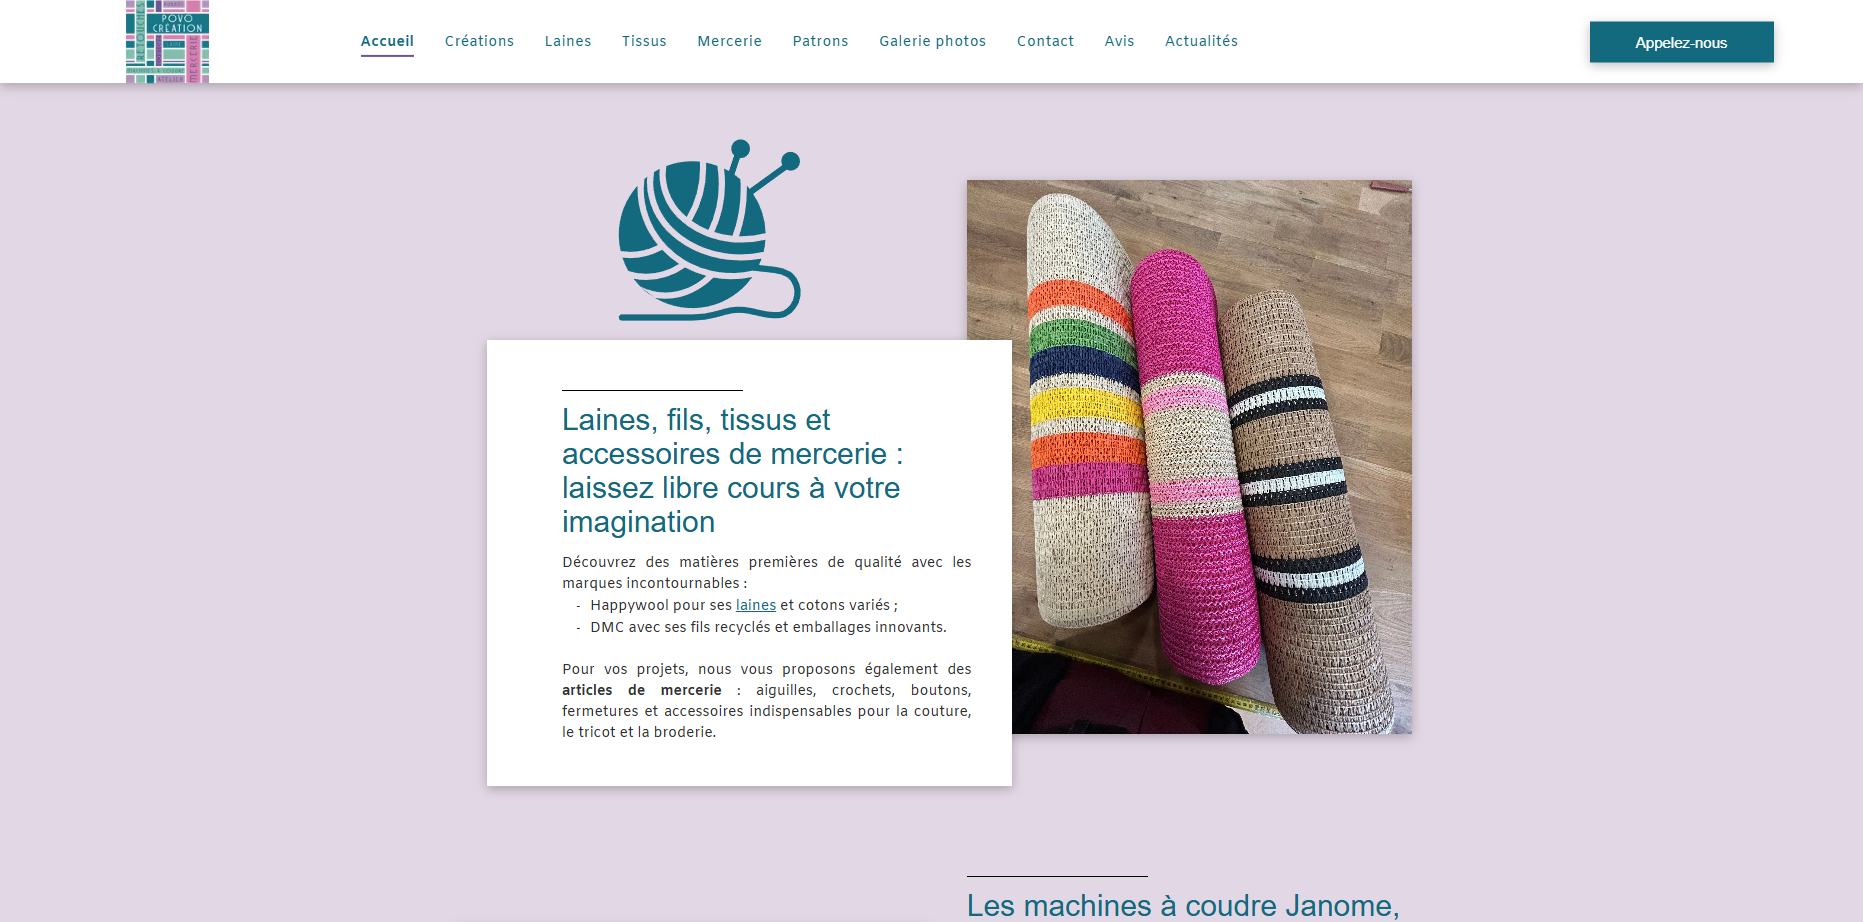 POVO
CRÉATION
RETOUCHES
MERCERIE
ATELIER
Accueil
Créations
Laines
Tissus
Mercerie
Patrons
Galerie photos
Contact
Avis
Actualités
Appelez-nous
Laines, fils, tissus et
accessoires de mercerie :
laissez libre cours à votre
imagination
Découvrez des matières premières de qualité avec les
marques incontournables :
- Happywool pour ses laines et cotons variés ;
- DMC avec ses fils recyclés et emballages innovants.
Pour vos projets, nous vous proposons également des
articles de mercerie : aiguilles, crochets, boutons,
fermetures et accessoires indispensables pour la couture,
le tricot et la broderie.
Les machines à coudre Janome,